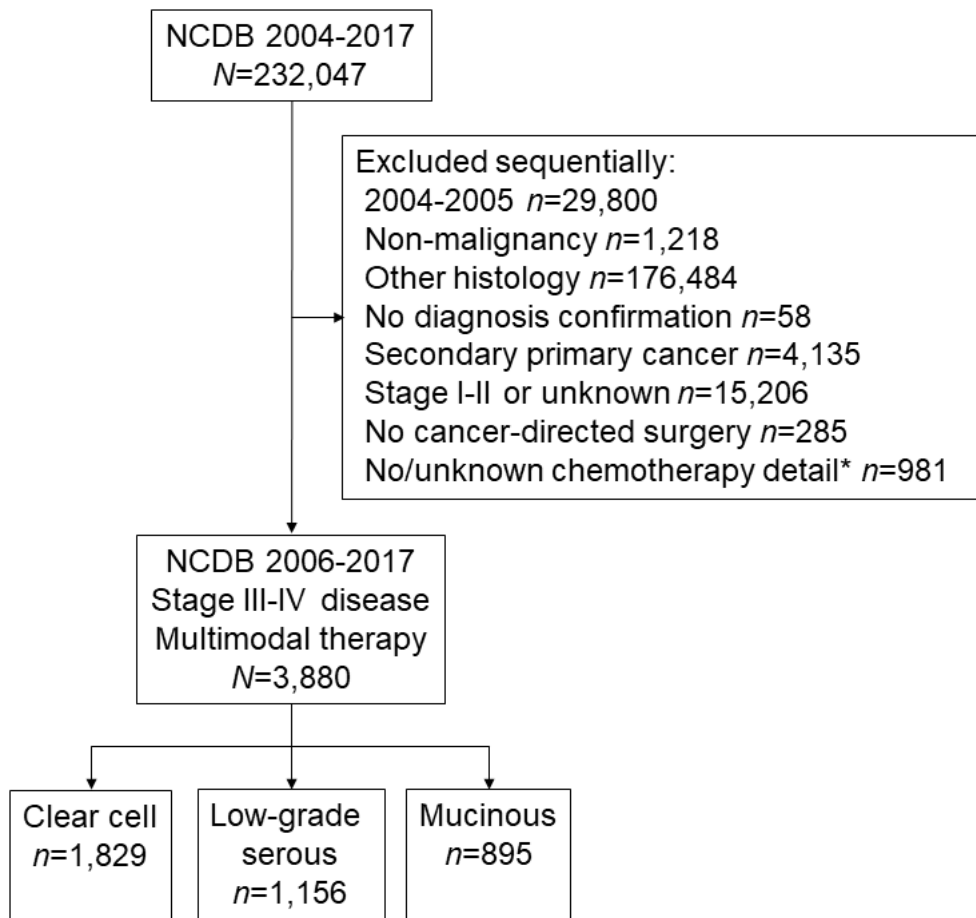 NCDB 2004-2017
N=232,047
Excluded sequentially:
2004-2005 n=29,800
Non-malignancy n=1,218
Other histology n=176,484
No diagnosis confirmation n=58
Secondary primary cancer n=4,135
Stage I-II or unknown n=15,206
No cancer-directed surgery n=285
No/unknown chemotherapy detail* n=981
NCDB 2006-2017
Stage III-IV disease
Multimodal therapy
N=3,880
Clear cell
n=1,829
Low-grade
serous
n=1,156
Mucinous
n=895